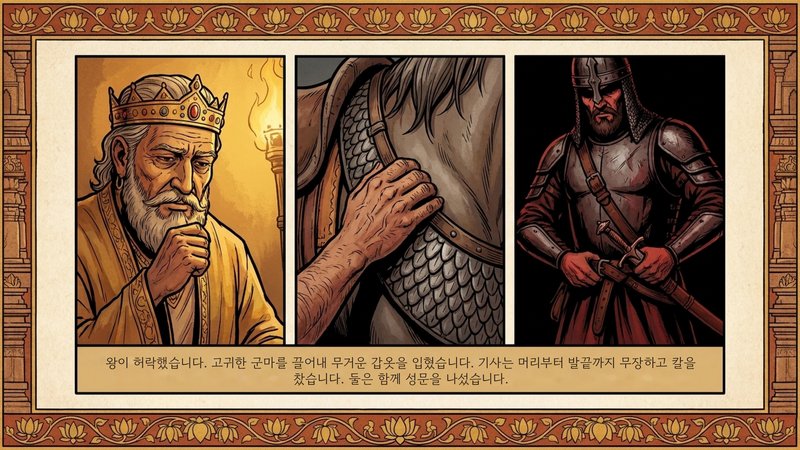 왕이 허락했습니다. 고귀한 군마를 끌어내 무거운 갑옷을 입혔습니다. 기사는 머리부터 발끝까지 무장하고 칼을
찼습니다. 둘은 함께 성문을 나섰습니다.